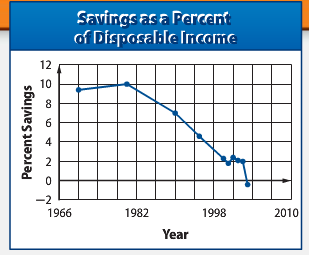 Savings as a Percent
of Disposable Income
Percent Savings
12
10
8
6
4
2
0
−2
1966 1982 1998 2010
Year